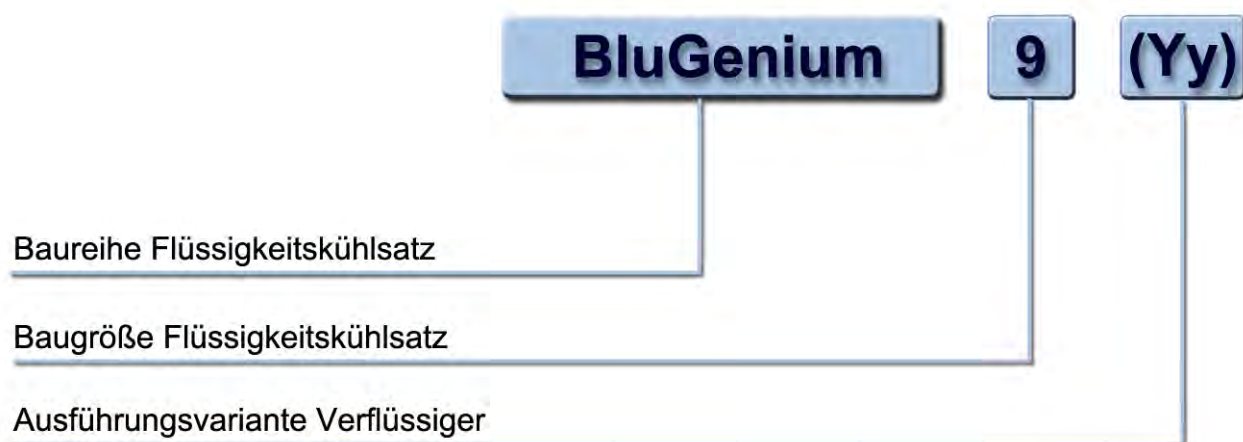 BluGenium 9 (Yy)
Baureihe Flüssigkeitskühlsatz
Baugröße Flüssigkeitskühlsatz
Ausführungsvariante Verflüssiger